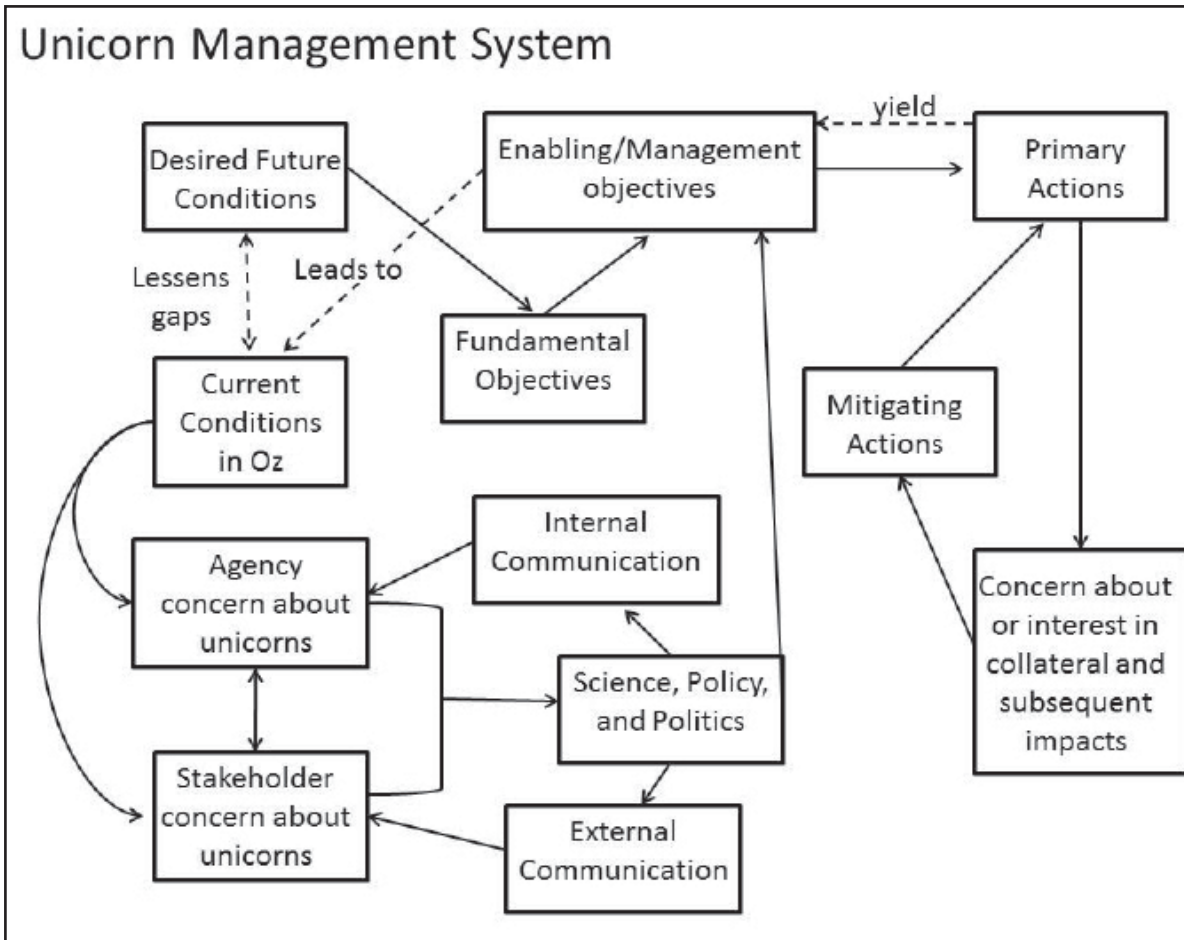 Unicorn Management System
Desired Future
Conditions
Enabling/Management
objectives
yield
Primary
Actions
Lessens
gaps
Leads to
Fundamental
Objectives
Current
Conditions
in Oz
Mitigating
Actions
Internal
Communication
Agency
concern about
unicorns
Science, Policy,
and Politics
Concern about
or interest in
collateral and
subsequent
impacts
Stakeholder
concern about
unicorns
External
Communication